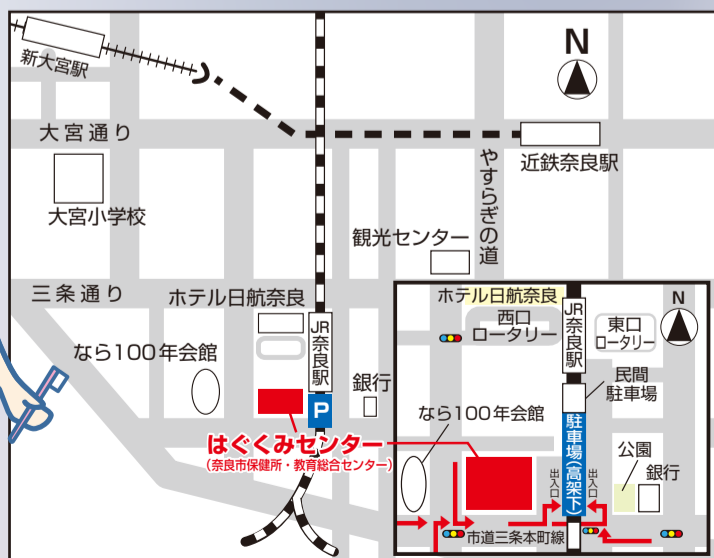 新大宮駅
N
大宮通り
近鉄奈良駅
やすらぎの道
大宮小学校
観光センター
三条通り
ホテル日航奈良
JR奈良駅
なら100年会館
銀行
P
はぐくみセンター
(奈良市保健所・教育総合センター)
ホテル日航奈良
西口
ロータリー
JR奈良駅
東口
ロータリー
N
民間
駐車場
なら100年会館
駐車場(高架下)
出入口
出入口
公園
銀行
市道三条本町線